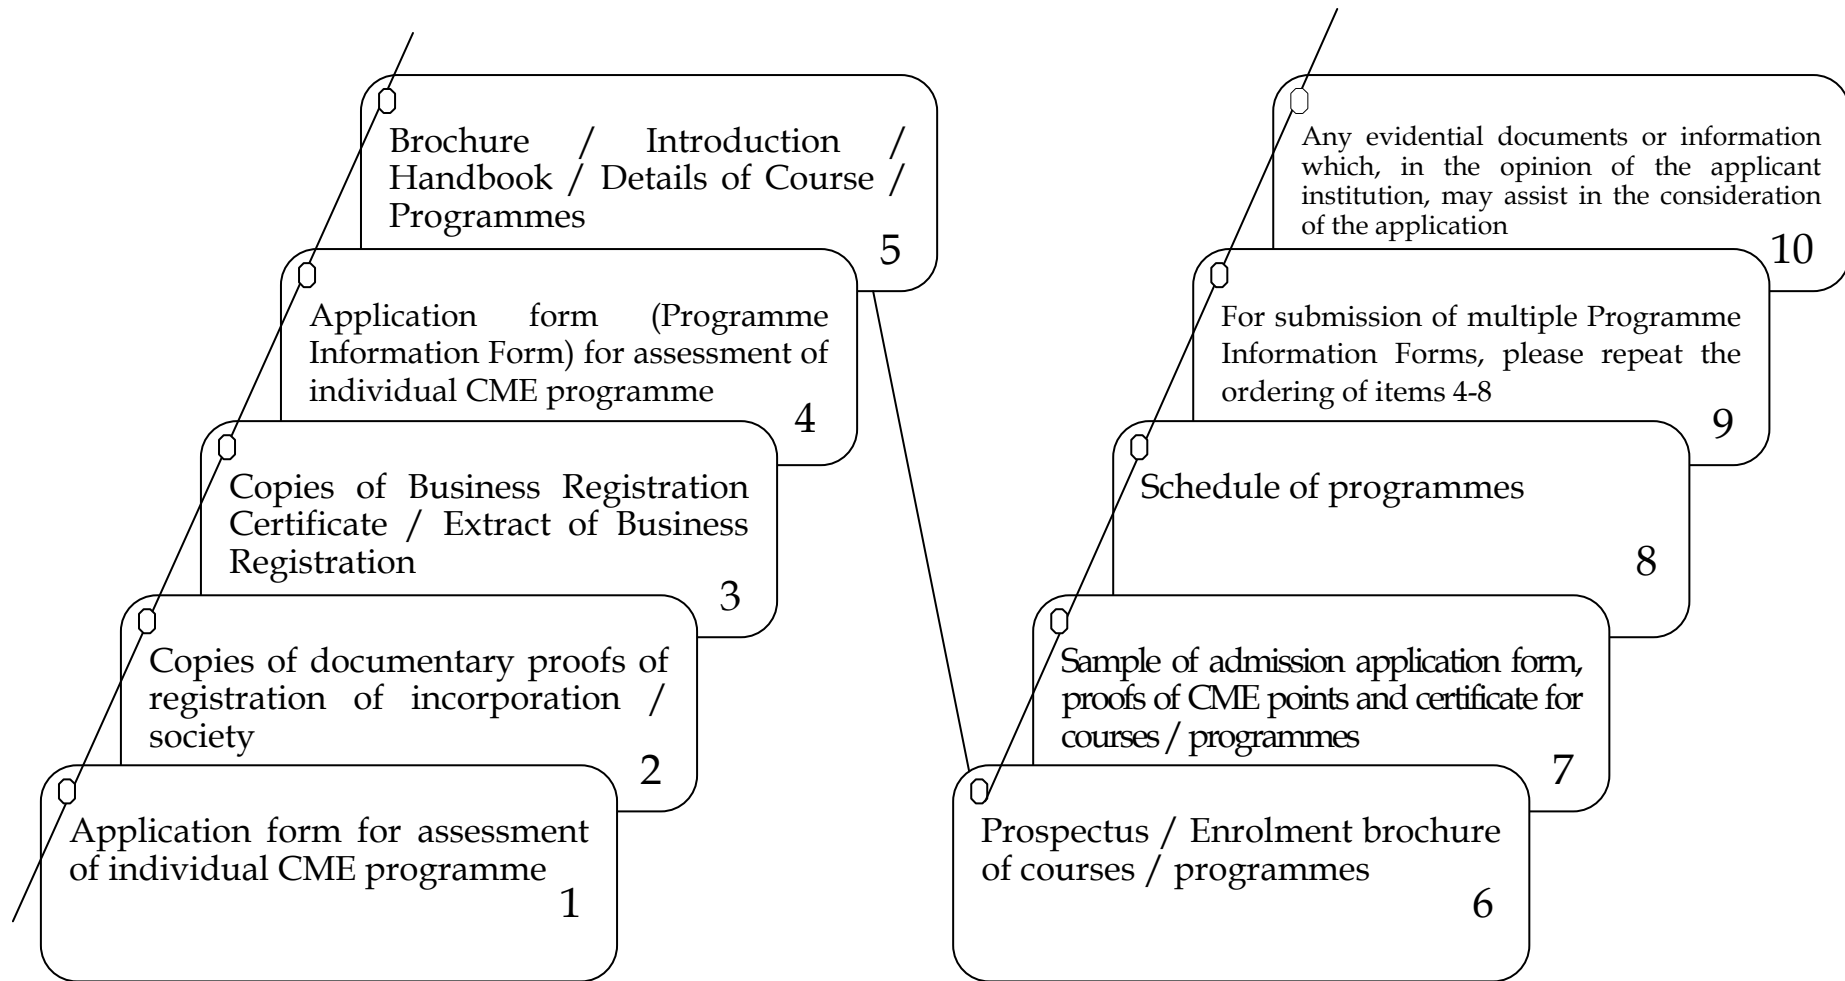 Brochure / Introduction /
Handbook / Details of Course /
Programmes
5
Application form (Programme
Information Form) for assessment of
individual CME programme
4
Copies of Business Registration
Certificate / Extract of Business
Registration
3
Copies of documentary proofs of
registration of incorporation /
society
2
Application form for assessment
of individual CME programme
1
Any evidential documents or information
which, in the opinion of the applicant
institution, may assist in the consideration
of the application
10
For submission of multiple Programme
Information Forms, please repeat the
ordering of items 4-8
9
Schedule of programmes
8
Sample of admission application form,
proofs of CME points and certificate for
courses / programmes
7
Prospectus / Enrolment brochure
of courses / programmes
6